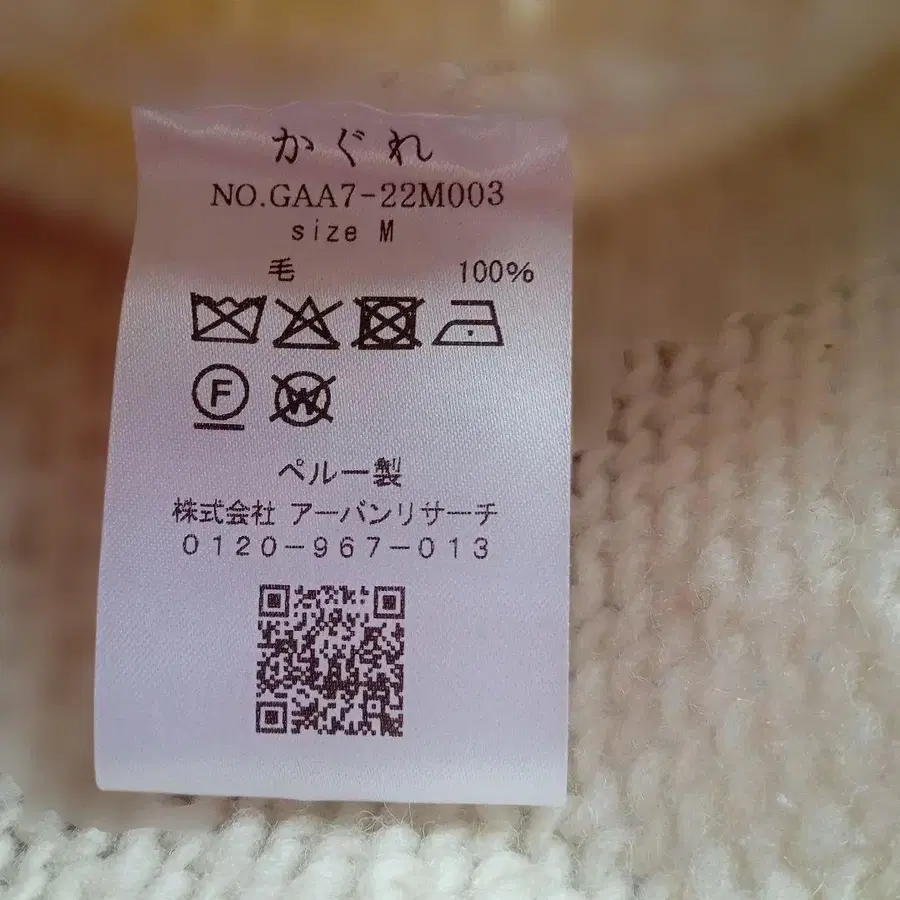 かぐれ
NO.GAA7-22M003
size M
毛 100%
F W
ペルー製
株式会社 アーバンリサーチ
0120-967-013